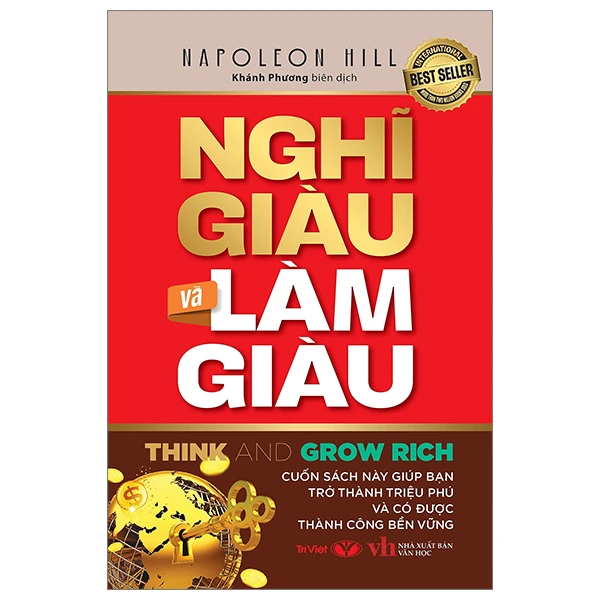 NAPOLEON HILL
Khánh Phương biên dịch
INTERNATIONAL
BEST SELLER
NGHĨ
GIÀU
và
LÀM
GIÀU
THINK AND GROW RICH
CUỐN SÁCH NÀY GIÚP BẠN
TRỞ THÀNH TRIỆU PHÚ
VÀ CÓ ĐƯỢC
THÀNH CÔNG BỀN VỮNG
Trí Việt
vh NHÀ XUẤT BẢN
VĂN HỌC